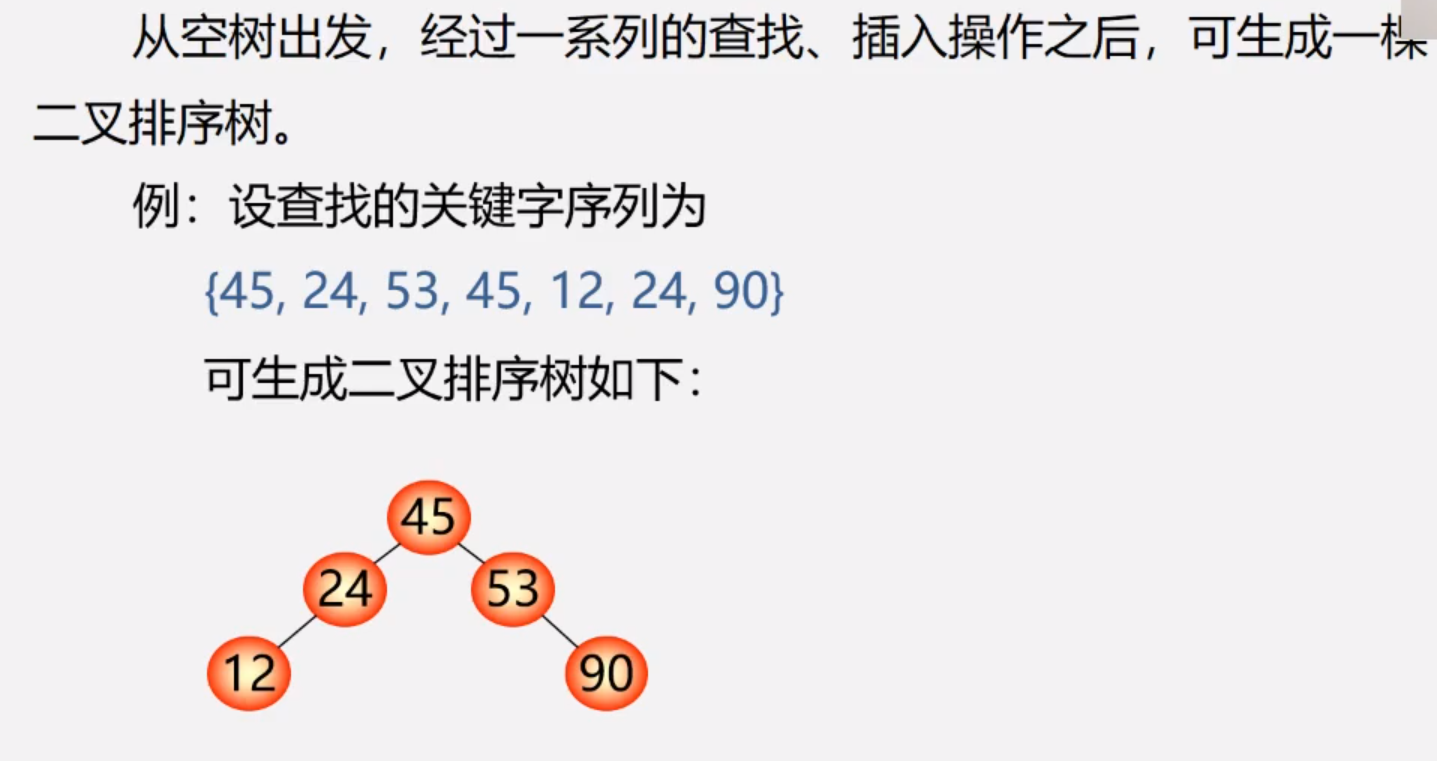 从空树出发，经过一系列的查找、插入操作之后，可生成一棵
二叉排序树。
例：设查找的关键字序列为
{45, 24, 53, 45, 12, 24, 90}
可生成二叉排序树如下：
45
24 53
12 90